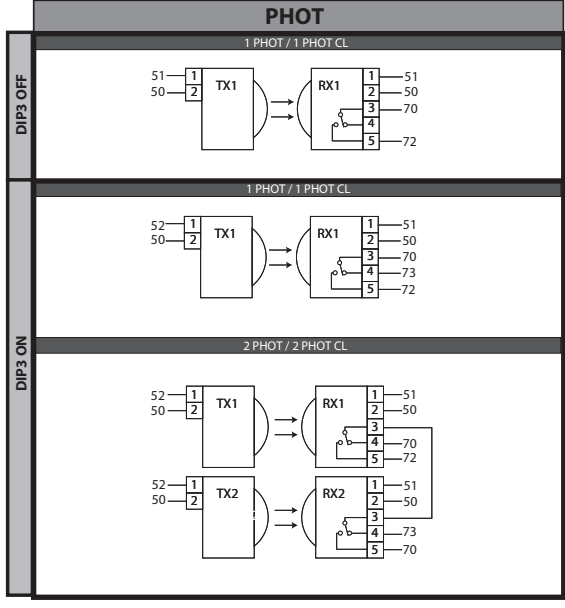 PHOT
DIP3 OFF
1 PHOT / 1 PHOT CL
51 1 TX1 RX1 1 51
50 2 2 50
3 70
4
5 72
DIP3 ON
1 PHOT / 1 PHOT CL
52 1 TX1 RX1 1 51
50 2 2 50
3 70
4 73
5 72
2 PHOT / 2 PHOT CL
52 1 TX1 RX1 1 51
50 2 2 50
3
4 70
5 72
52 1 TX2 RX2 1 51
50 2 2 50
3
4 73
5 70